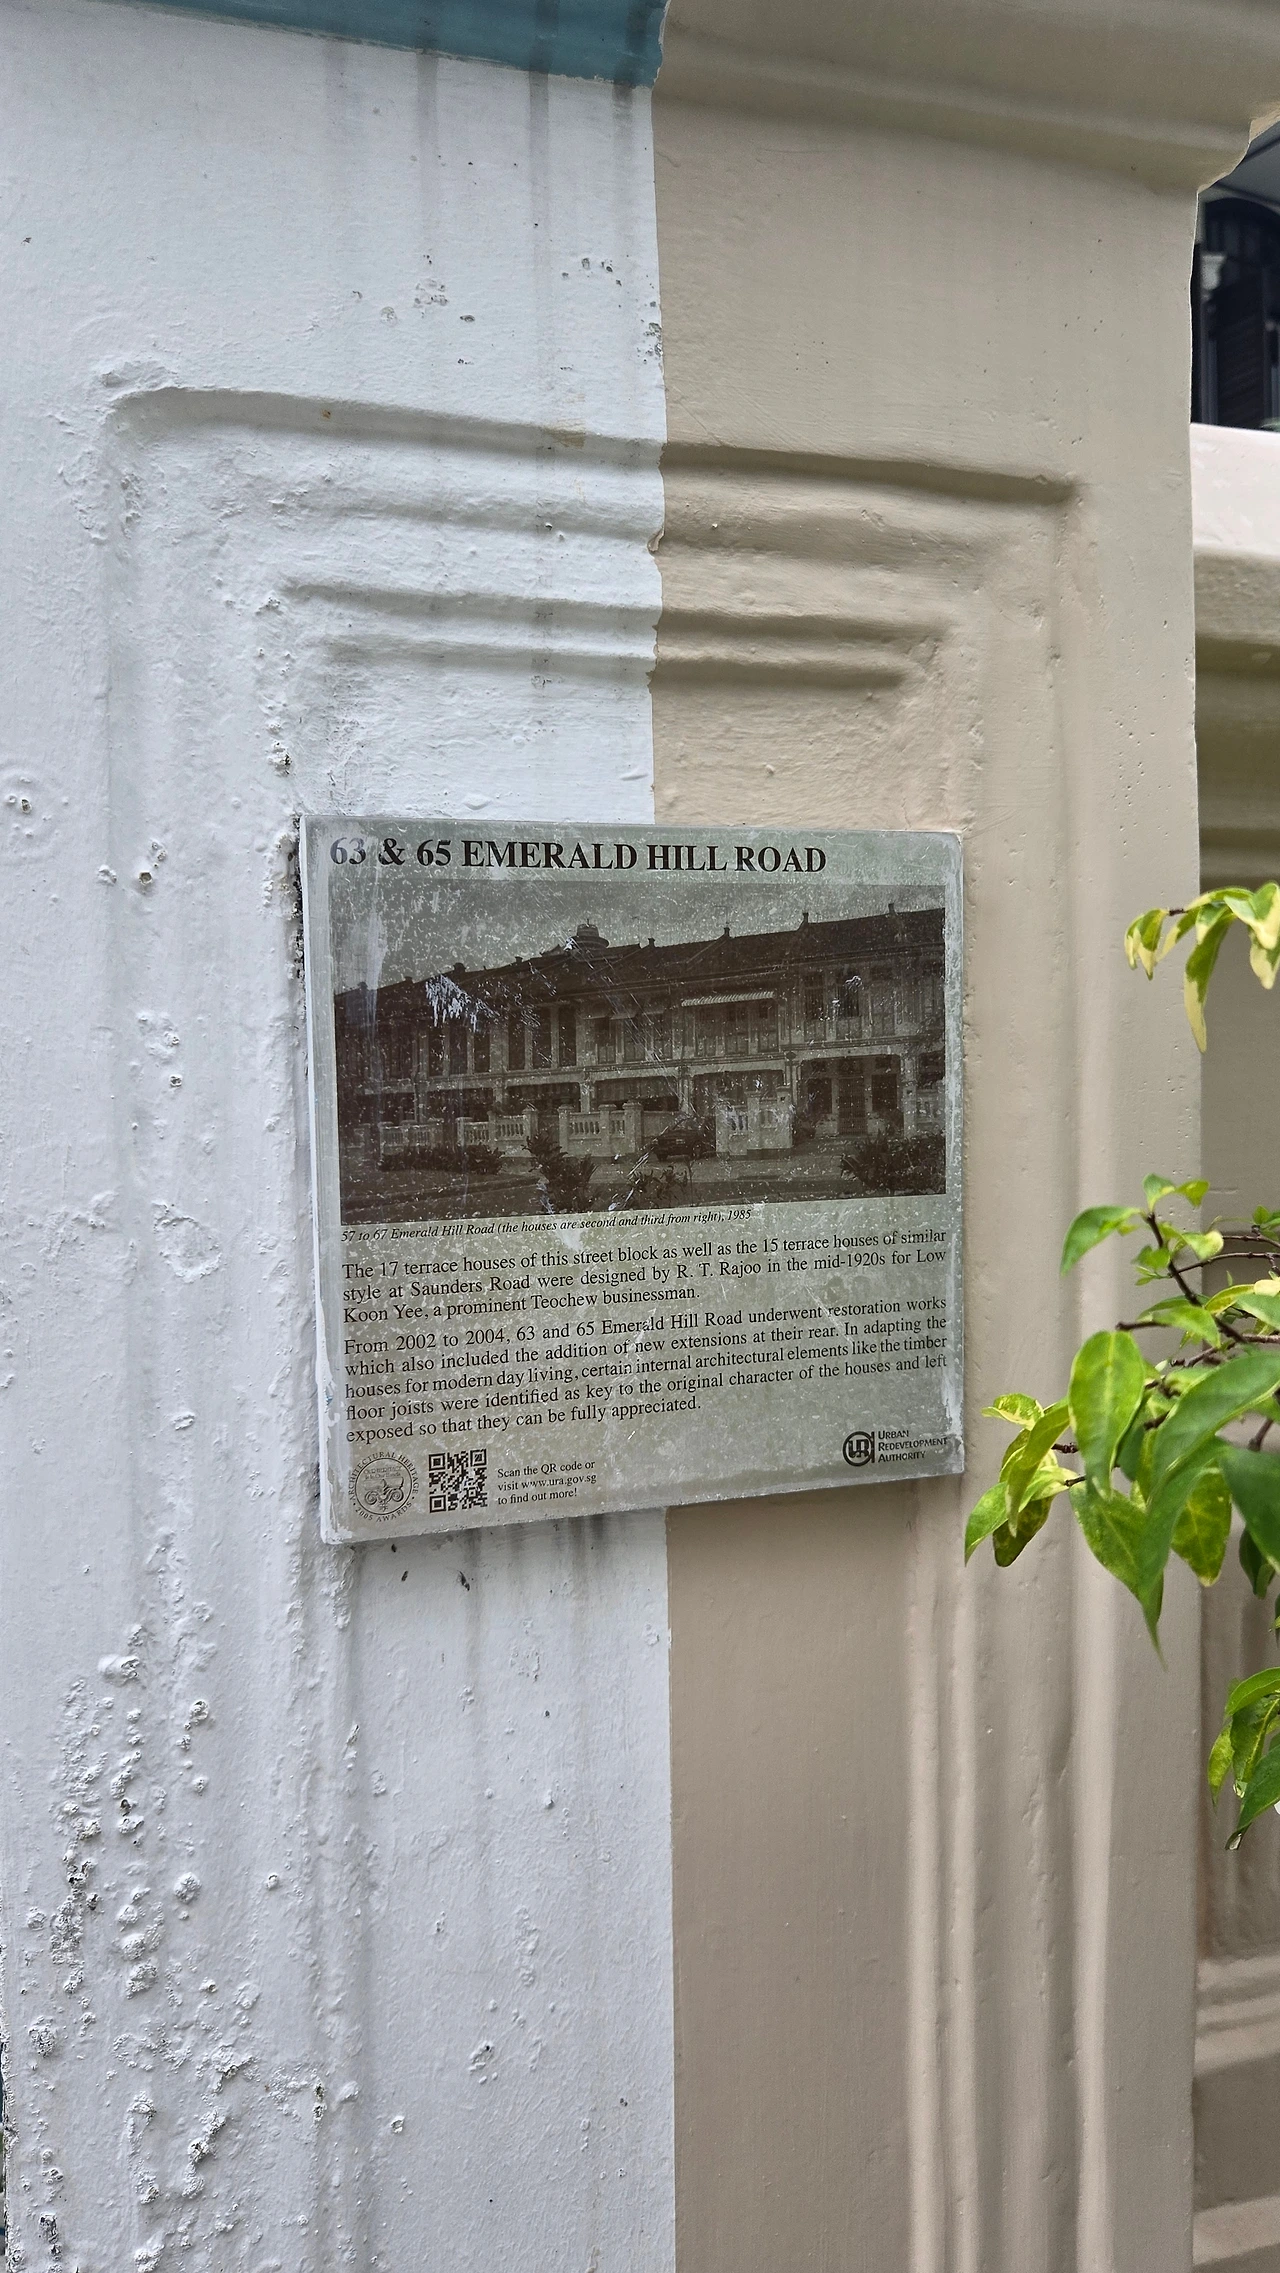 63 & 65 EMERALD HILL ROAD
57 to 67 Emerald Hill Road (the houses are second and third from right), 1985
The 17 terrace houses of this street block as well as the 15 terrace houses of similar
style at Saunders Road were designed by R. T. Rajoo in the mid-1920s for Low
Koon Yee, a prominent Teochew businessman.
From 2002 to 2004, 63 and 65 Emerald Hill Road underwent restoration works
which also included the addition of new extensions at their rear. In adapting the
houses for modern day living, certain internal architectural elements like the timber
floor joists were identified as key to the original character of the houses and left
exposed so that they can be fully appreciated.
ARCHITECTURAL HERITAGE
2005 AWARDS
Scan the QR code or
visit www.ura.gov.sg
to find out more!
URBAN
REDEVELOPMENT
AUTHORITY